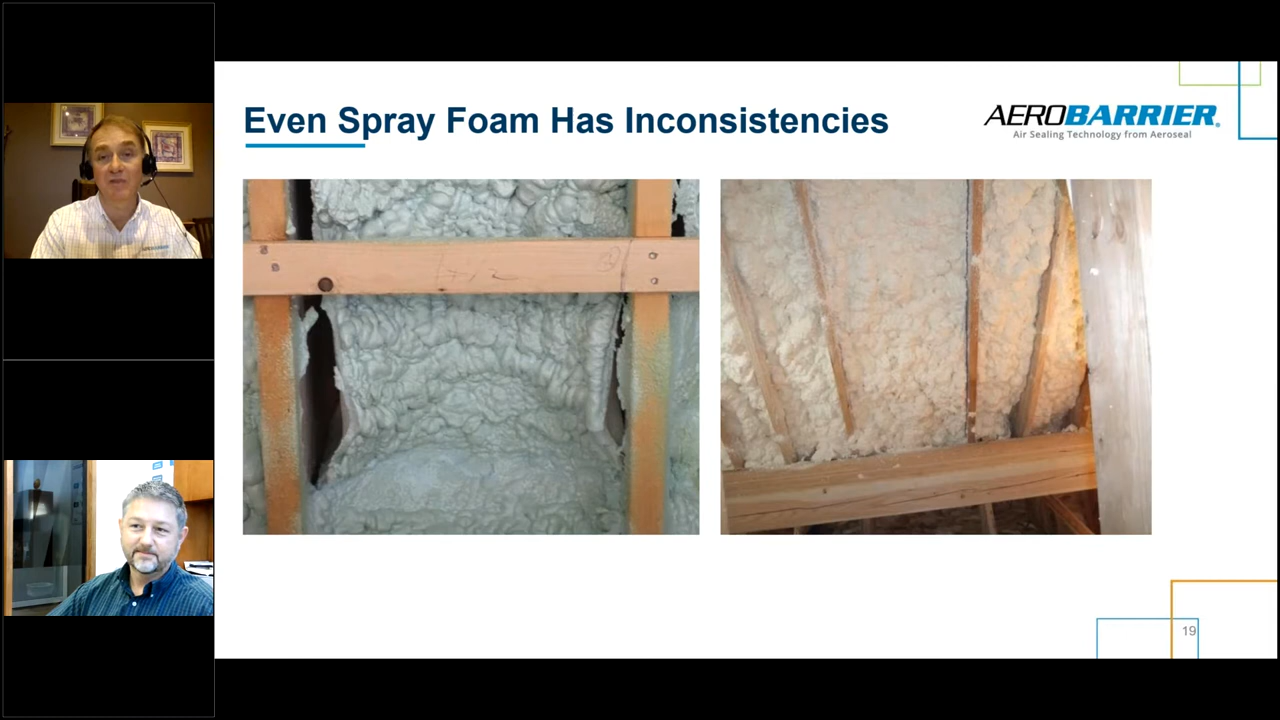 Even Spray Foam Has Inconsistencies
AEROBARRIER®
Air Sealing Technology from Aeroseal
19